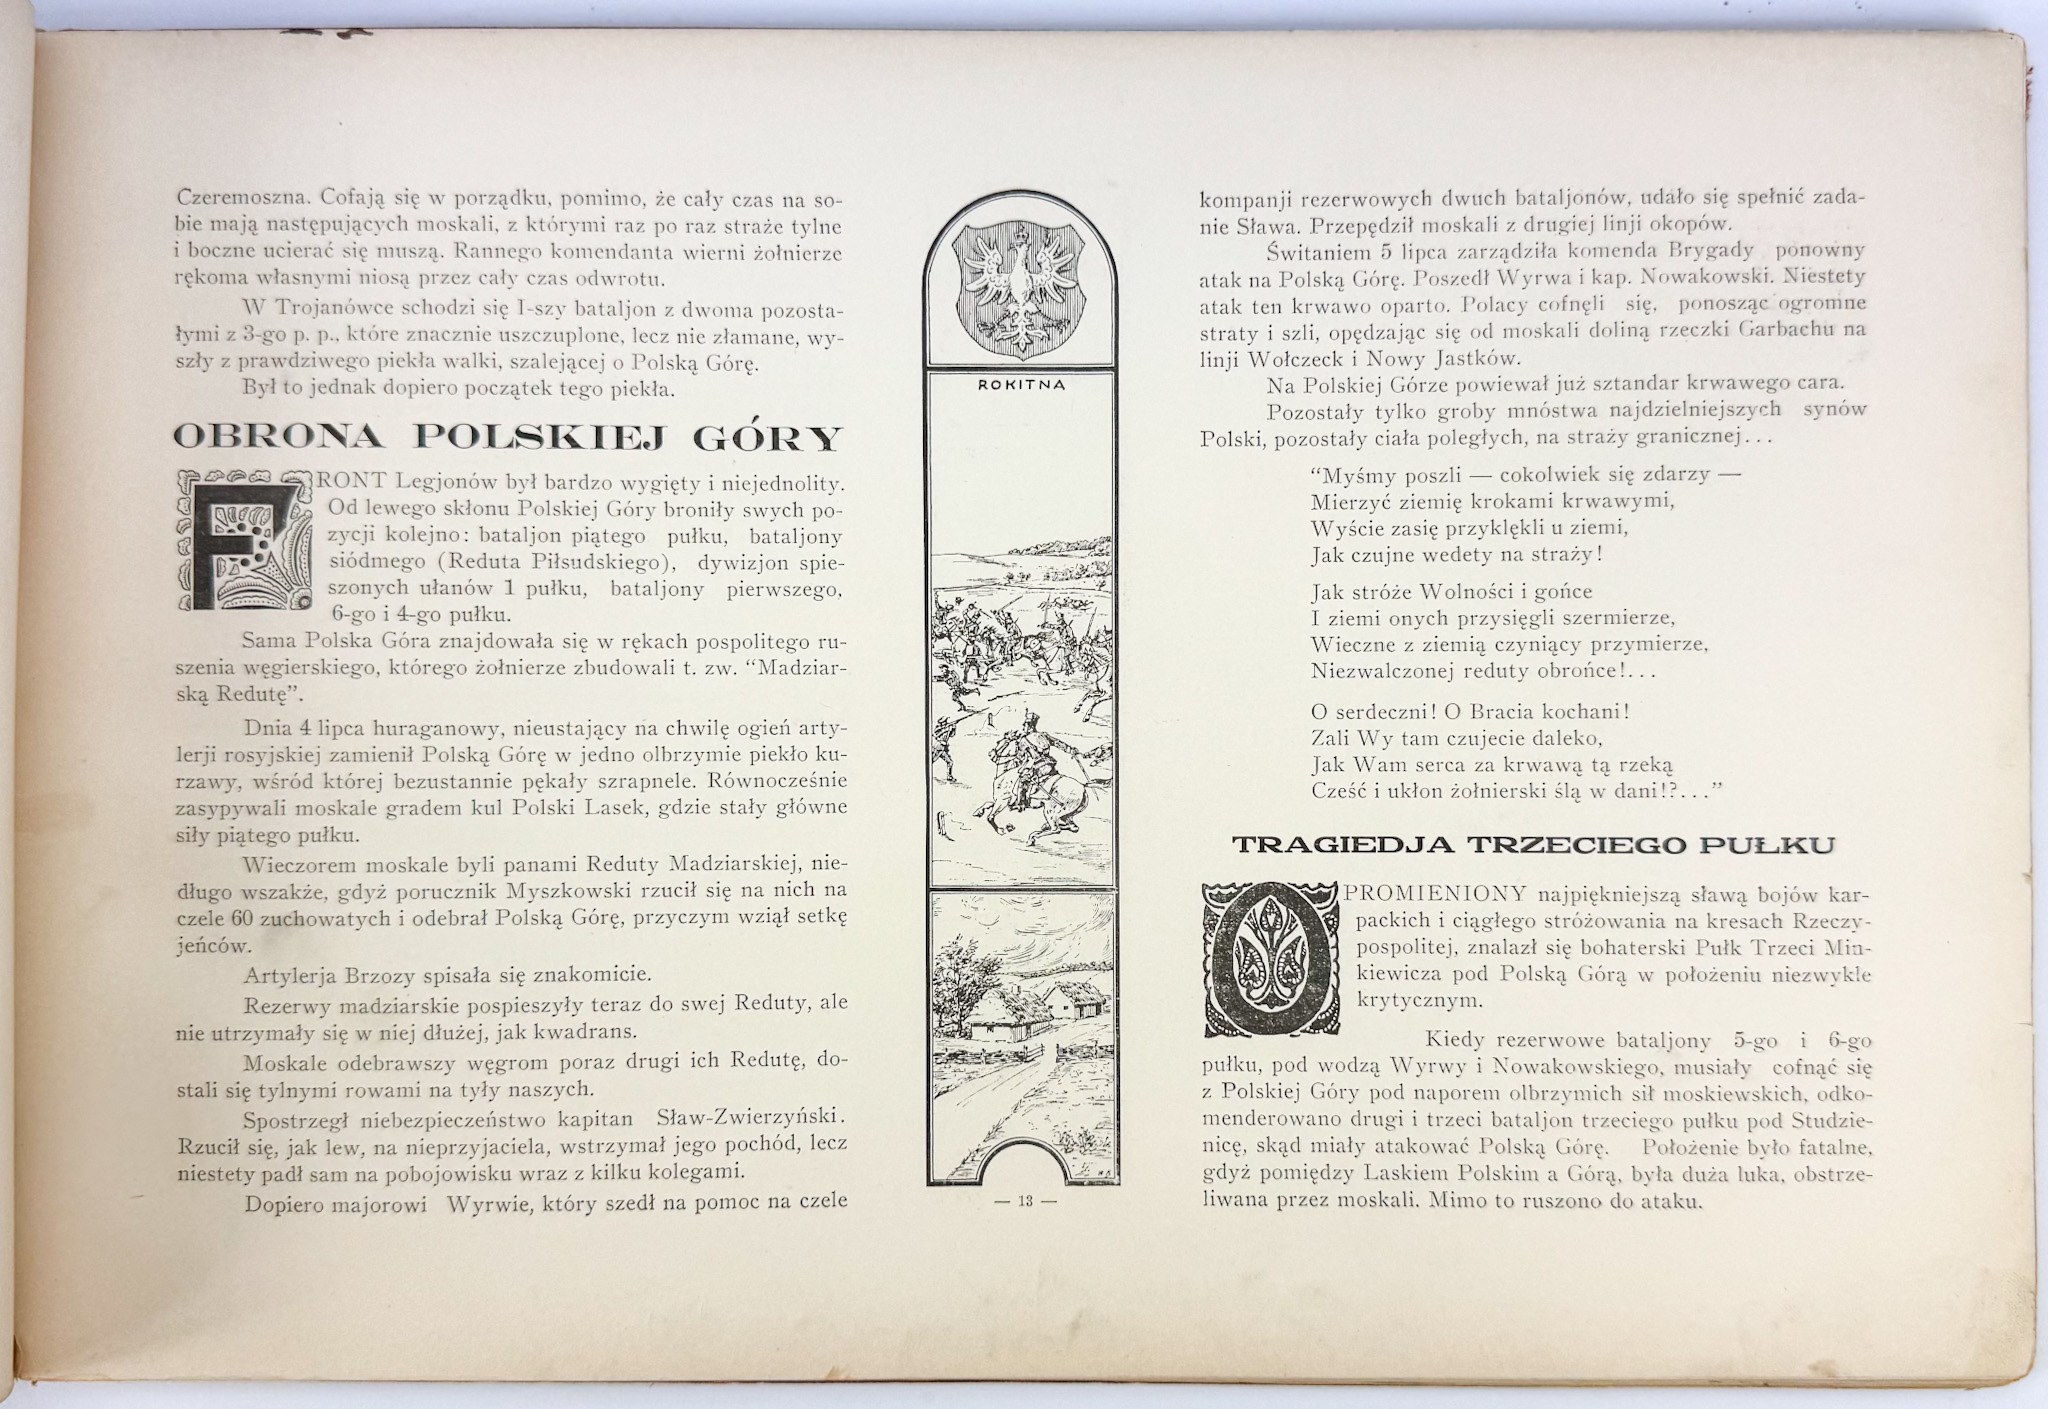 Czeremoszna. Cofają się w porządku, pomimo, że cały czas na so-
bie mają następujących moskali, z którymi raz po raz straże tylne
i boczne ucierać się muszą. Rannego komendanta wierni żołnierze
rękoma własnymi niosą przez cały czas odwrotu.
W Trojanówce schodzi się I-szy bataljon z dwoma pozosta-
łymi z 3-go p. p., które znacznie uszczuplone, lecz nie złamane, wy-
szły z prawdziwego piekła walki, szalejącej o Polską Górę.
Był to jednak dopiero początek tego piekła.
OBRONA POLSKIEJ GÓRY
FRONT Legjonów był bardzo wygięty i niejednolity.
Od lewego skłonu Polskiej Góry broniły swych po-
zycji kolejno: bataljon piątego pułku, bataljony
siódmego (Reduta Piłsudskiego), dywizjon spie-
szonych ułanów 1 pułku, bataljony pierwszego,
6-go i 4-go pułku.
Sama Polska Góra znajdowała się w rękach pospolitego ru-
szenia węgierskiego, którego żołnierze zbudowali t. zw. “Madziar-
ską Redutę”.
Dnia 4 lipca huraganowy, nieustający na chwilę ogień arty-
lerji rosyjskiej zamienił Polską Górę w jedno olbrzymie piekło ku-
rzawy, wśród której bezustannie pękały szrapnele. Równocześnie
zasypywali moskale gradem kul Polski Lasek, gdzie stały główne
siły piątego pułku.
Wieczorem moskale byli panami Reduty Madziarskiej, nie-
długo wszakże, gdyż porucznik Myszkowski rzucił się na nich na
czele 60 zuchowatych i odebrał Polską Górę, przyczym wziął setkę
jeńców.
Artylerja Brzozy spisała się znakomicie.
Rezerwy madziarskie pospieszyły teraz do swej Reduty, ale
nie utrzymały się w niej dłużej, jak kwadrans.
Moskale odebrawszy węgrom poraz drugi ich Redutę, do-
stali się tylnymi rowami na tyły naszych.
Spostrzegł niebezpieczeństwo kapitan Sław-Zwierzyński.
Rzucił się, jak lew, na nieprzyjaciela, wstrzymał jego pochód, lecz
niestety padł sam na pobojowisku wraz z kilku kolegami.
Dopiero majorowi Wyrwie, który szedł na pomoc na czele
ROKITNA
— 13 —
kompanji rezerwowych dwuch bataljonów, udało się spełnić zada-
nie Sława. Przepędził moskali z drugiej linji okopów.
Świtaniem 5 lipca zarządziła komenda Brygady ponowny
atak na Polską Górę. Poszedł Wyrwa i kap. Nowakowski. Niestety
atak ten krwawo oparto. Polacy cofnęli się, ponosząc ogromne
straty i szli, opędzając się od moskali doliną rzeczki Garbachu na
linji Wołczeck i Nowy Jastków.
Na Polskiej Górze powiewał już sztandar krwawego cara.
Pozostały tylko groby mnóstwa najdzielniejszych synów
Polski, pozostały ciała poległych, na straży granicznej...
“Myśmy poszli — cokolwiek się zdarzy —
Mierzyć ziemię krokami krwawymi,
Wyście zasię przyklękli u ziemi,
Jak czujne wedety na straży!
Jak stróże Wolności i gońce
I ziemi onych przysięgli szermierze,
Wieczne z ziemią czyniący przymierze,
Niezwalczonej reduty obrońce!...
O serdeczni! O Bracia kochani!
Zali Wy tam czujecie daleko,
Jak Wam serca za krwawą tą rzeką
Cześć i ukłon żołnierski ślą w dani!?...”
TRAGIEDJA TRZECIEGO PUŁKU
OPROMIENIONY najpiękniejszą sławą bojów kar-
packich i ciągłego stróżowania na kresach Rzeczy-
pospolitej, znalazł się bohaterski Pułk Trzeci Min-
kiewicza pod Polską Górą w położeniu niezwykle
krytycznym.
Kiedy rezerwowe bataljony 5-go i 6-go
pułku, pod wodzą Wyrwy i Nowakowskiego, musiały cofnąć się
z Polskiej Góry pod naporem olbrzymich sił moskiewskich, odko-
menderowano drugi i trzeci bataljon trzeciego pułku pod Studzie-
nicę, skąd miały atakować Polską Górę. Położenie było fatalne,
gdyż pomiędzy Laskiem Polskim a Górą, była duża luka, obstrze-
liwana przez moskali. Mimo to ruszono do ataku.